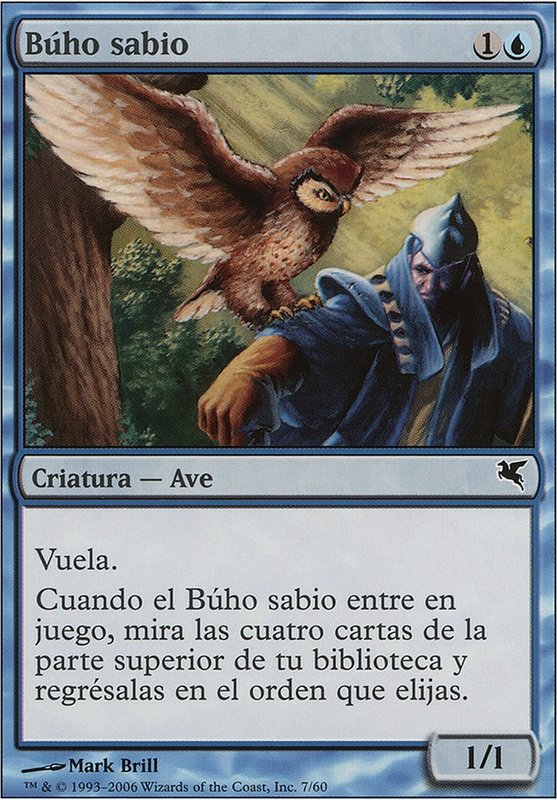 Búho sabio
1
Criatura — Ave
Vuela.
Cuando el Búho sabio entre en
juego, mira las cuatro cartas de la
parte superior de tu biblioteca y
regrésalas en el orden que elijas.
1/1
Mark Brill
™ & © 1993–2006 Wizards of the Coast, Inc. 7/60